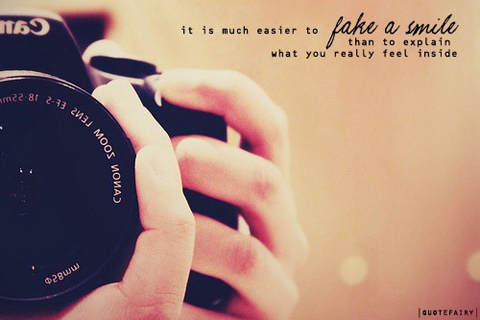 it is much easier to fake a smile
than to explain
what you really feel inside
Can
CANON ZOOM LENS EF-S 18-55mm
Ø58mm
|QUOTEFAIRY|